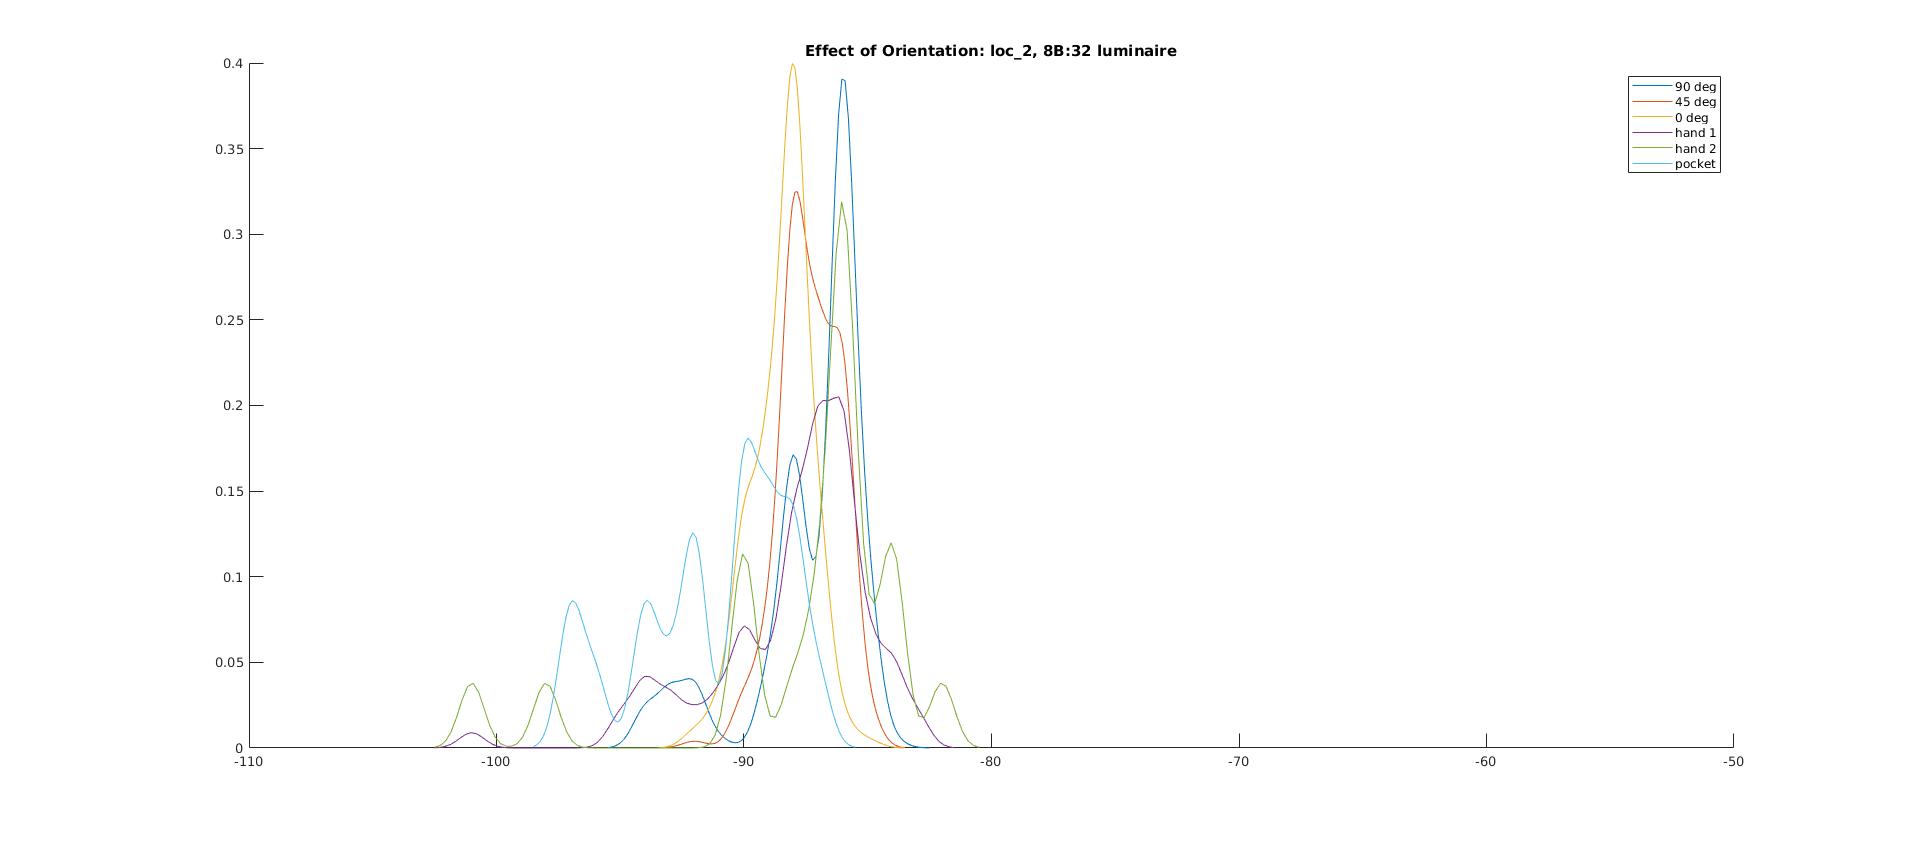 Effect of Orientation: loc_2, 8B:32 luminaire
0.4
0.35
0.3
0.25
0.2
0.15
0.1
0.05
0
-110
-100
-90
-80
-70
-60
-50
90 deg
45 deg
0 deg
hand 1
hand 2
pocket